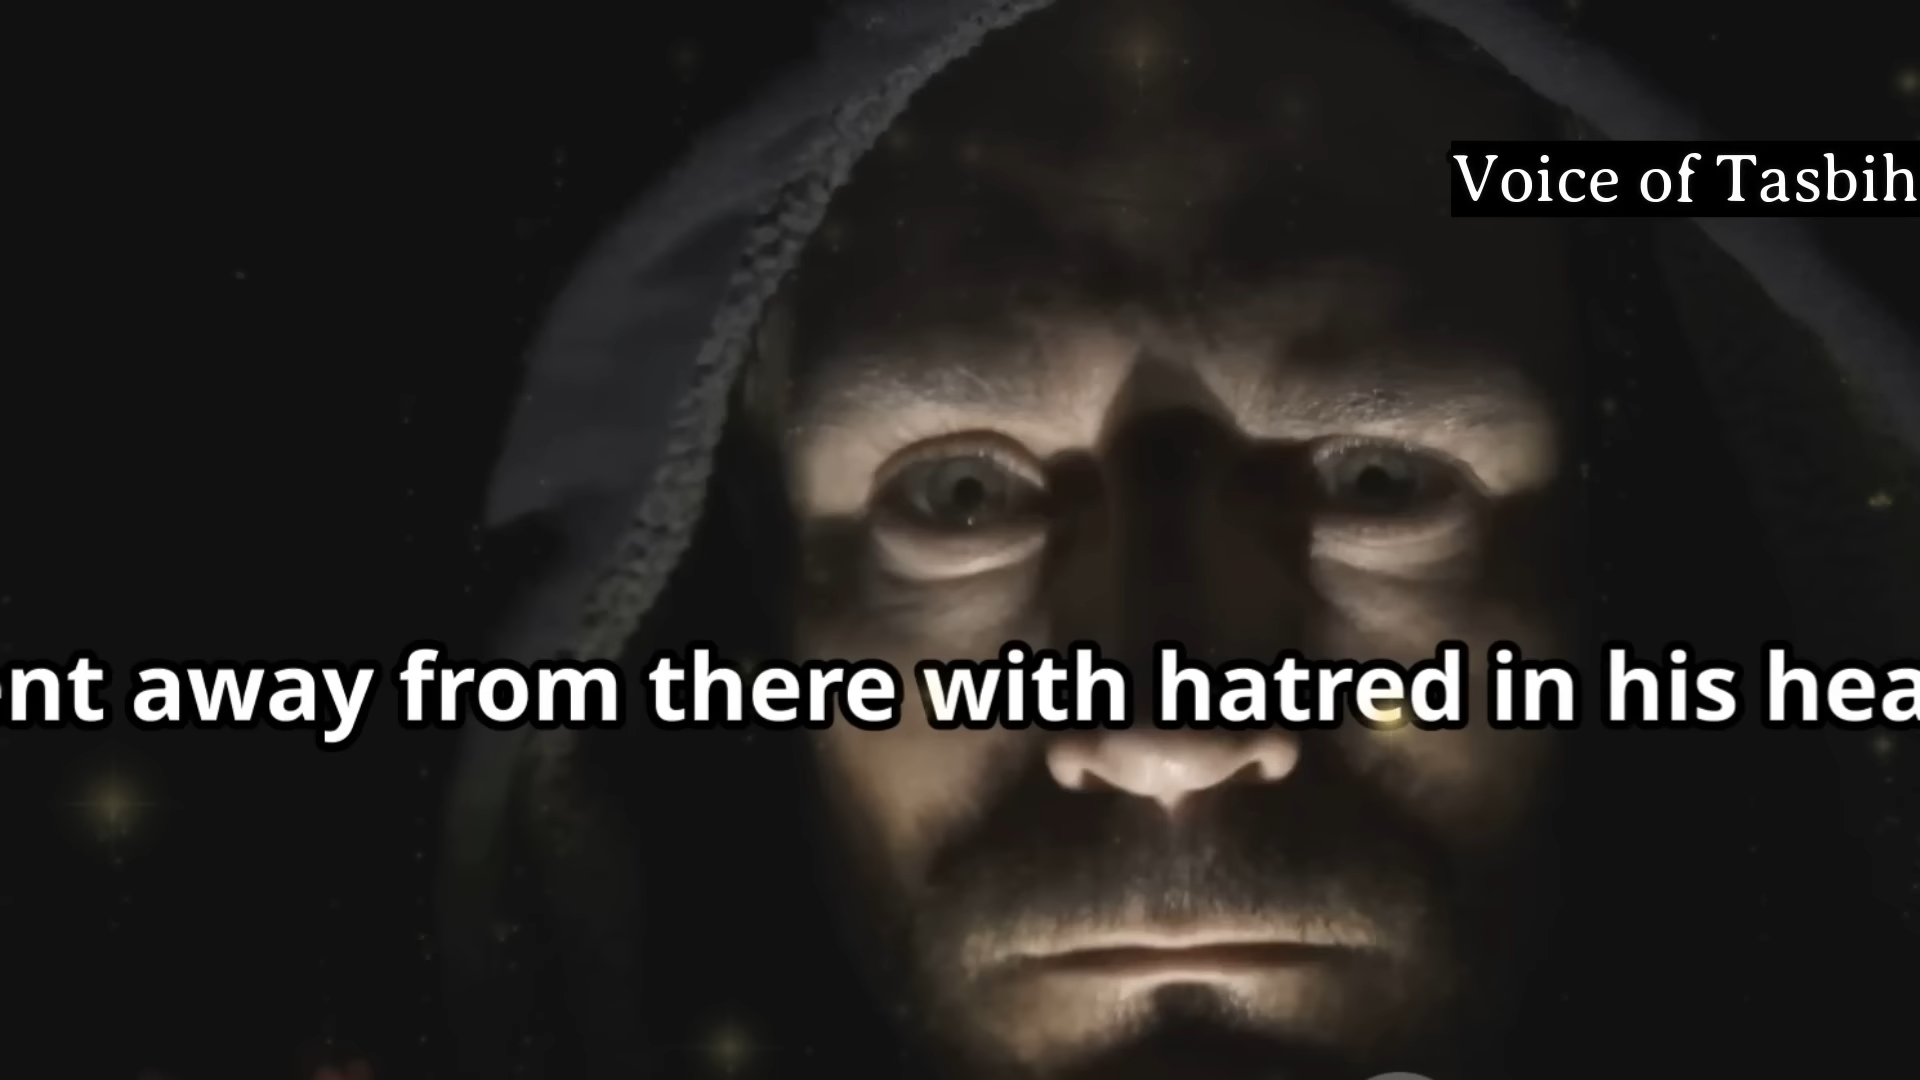 Voice of Tasbih
away from there with hatred in his